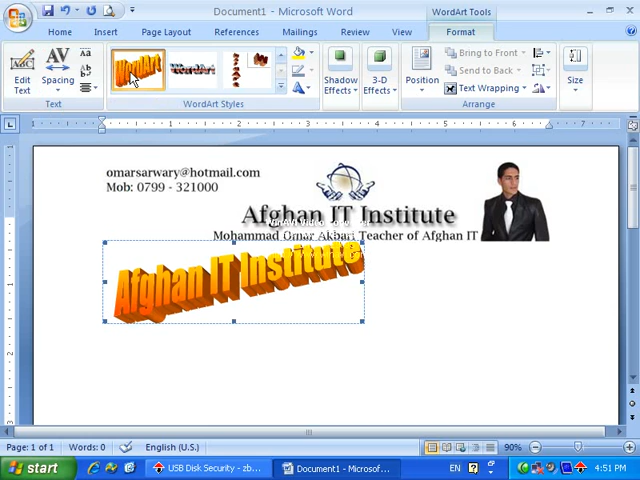 Document1 - Microsoft Word
WordArt Tools
Home
Insert
Page Layout
References
Mailings
Review
View
Format
Edit Text
Spacing
Aa
Text
WordArt
WordArt
WordArt Styles
Shadow Effects
3-D Effects
Position
Bring to Front
Send to Back
Text Wrapping
Arrange
Size
omarsarwary@hotmail.com
Mob: 0799 - 321000
Afghan IT Institute
Mohammad Omar Akbari Teacher of Afghan IT
Afghan IT Institute
Page: 1 of 1
Words: 0
English (U.S.)
90%
start
USB Disk Security - zb...
Document1 - Microsof...
EN
4:51 PM